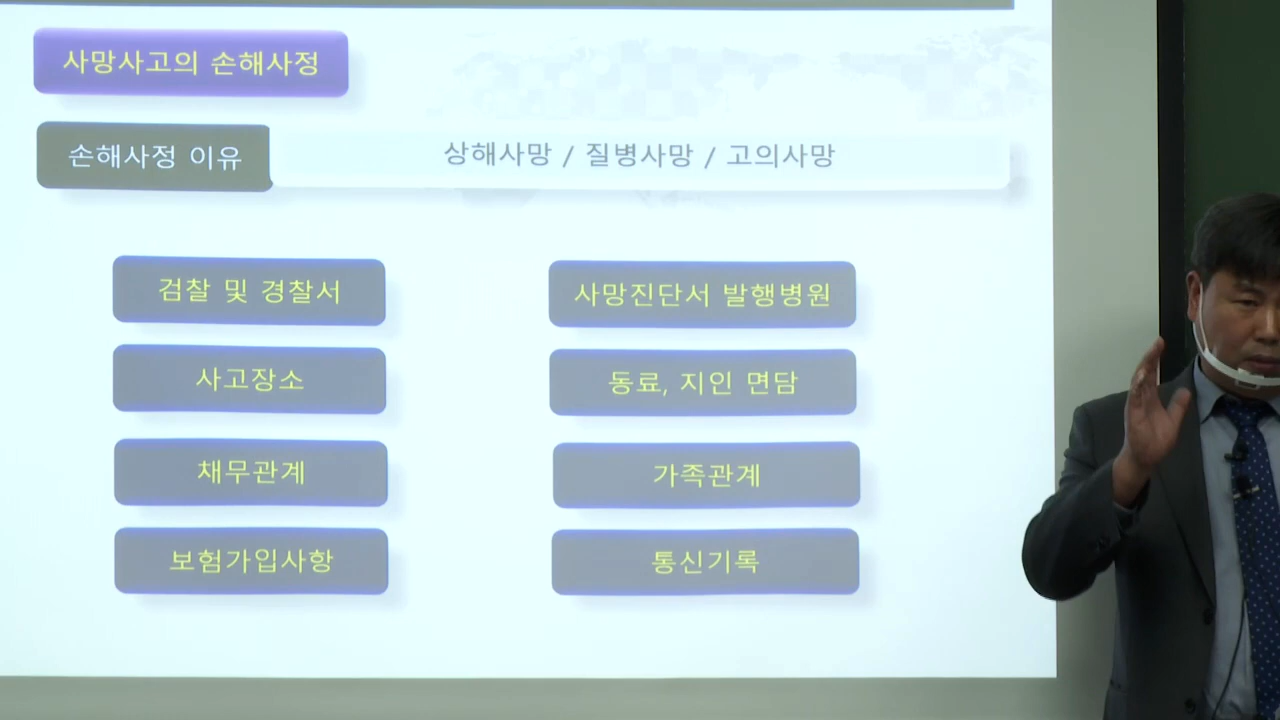 사망사고의 손해사정
손해사정 이유
상해사망 / 질병사망 / 고의사망
검찰 및 경찰서
사망진단서 발행병원
사고장소
동료, 지인 면담
채무관계
가족관계
보험가입사항
통신기록